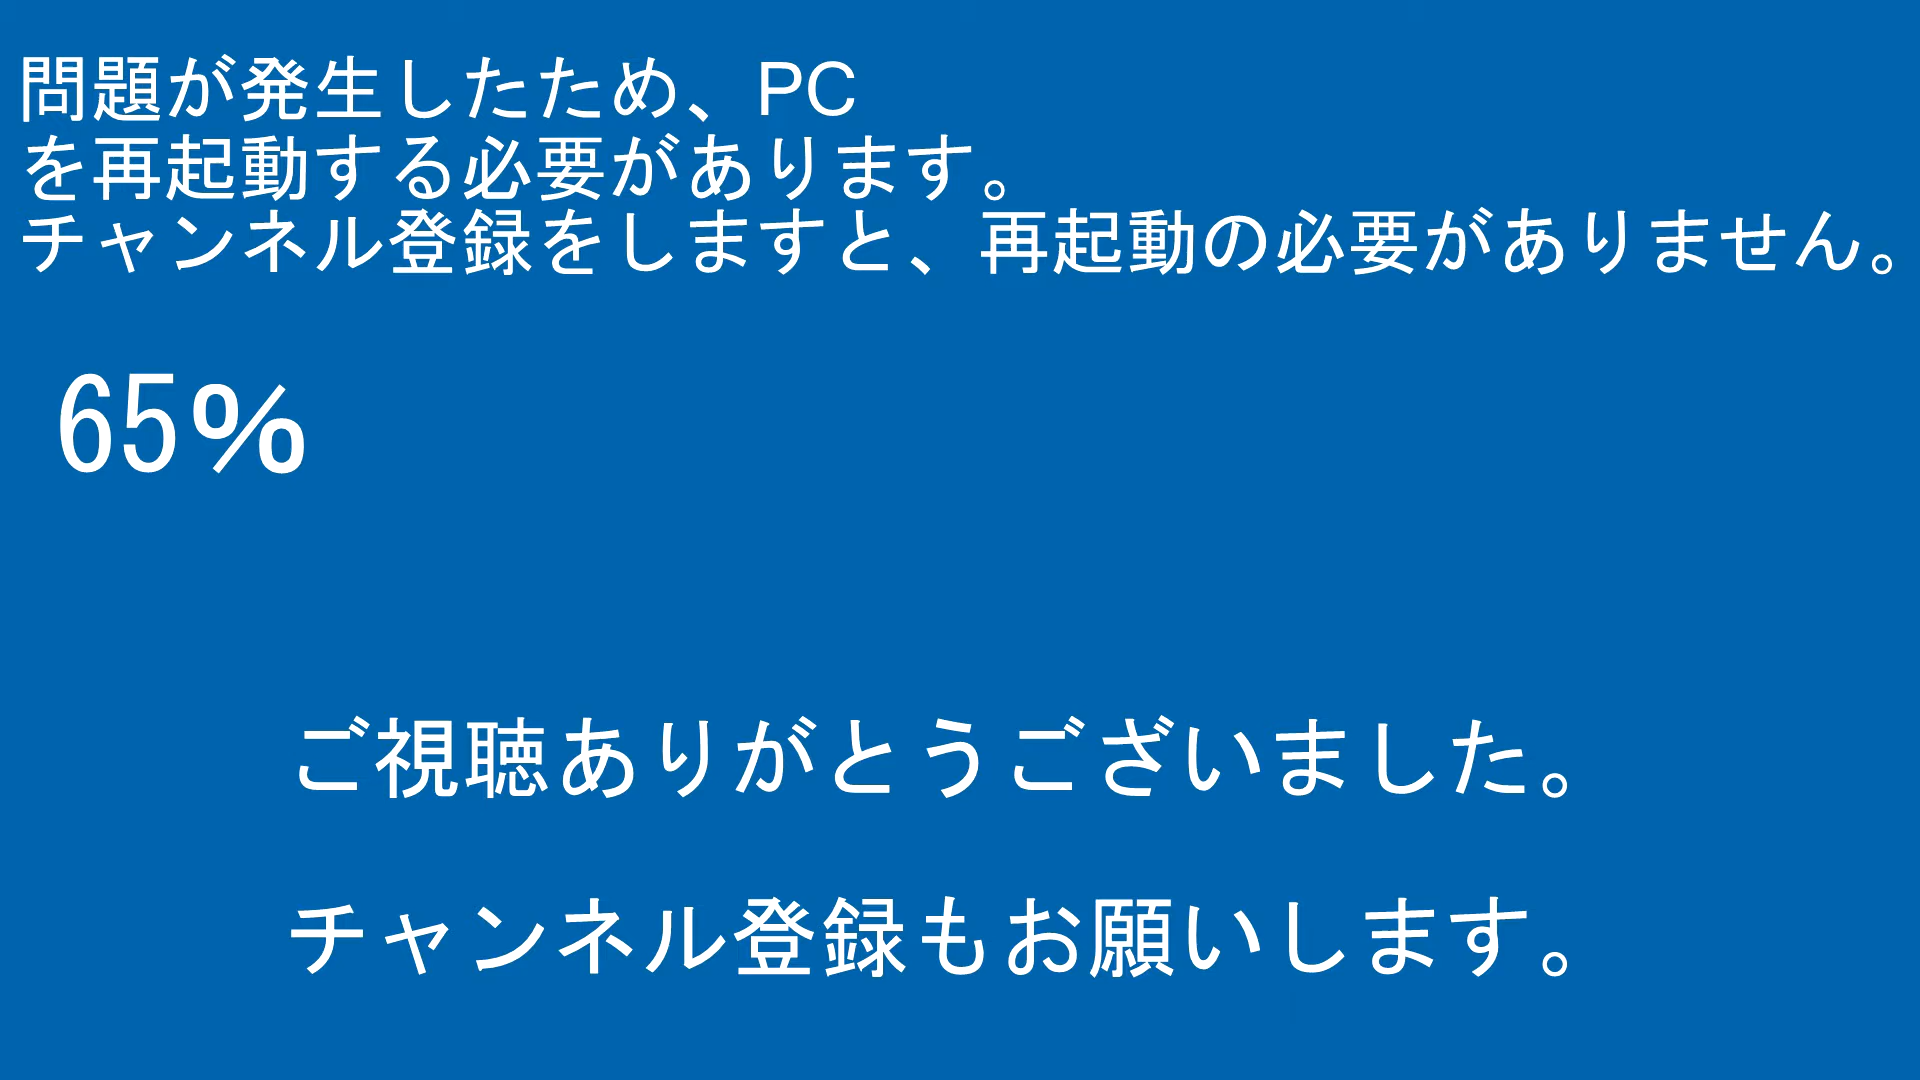 問題が発生したため、PC
を再起動する必要があります。
チャンネル登録をしますと、再起動の必要がありません。
65%
ご視聴ありがとうございました。
チャンネル登録もお願いします。